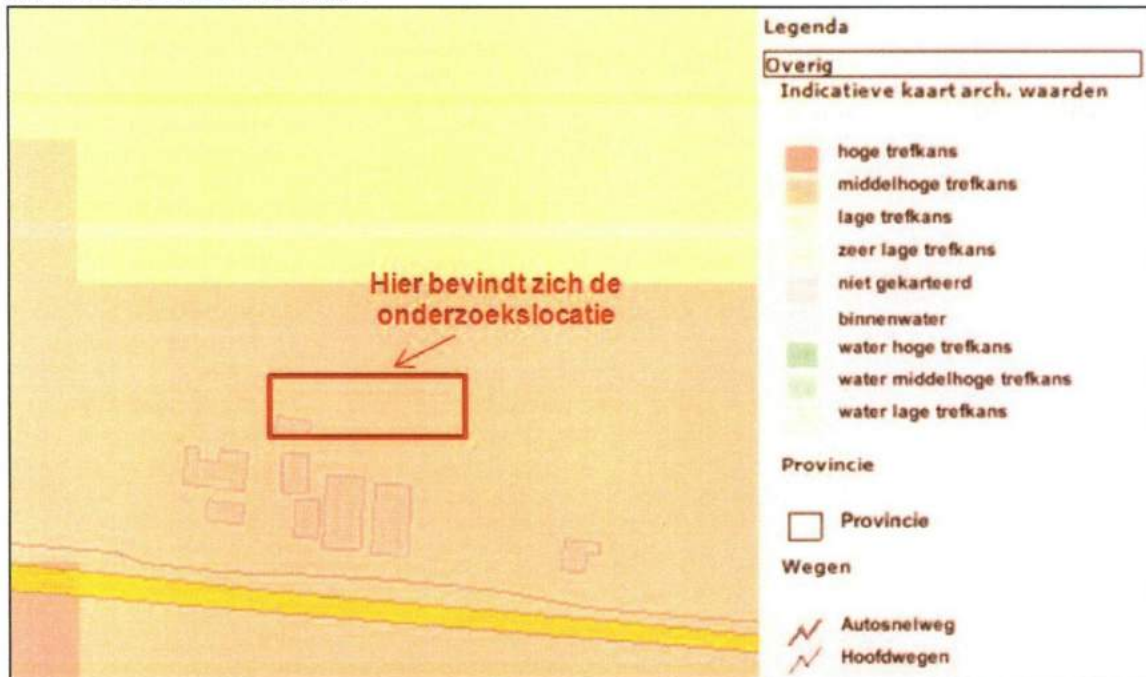 Hier bevindt zich de
onderzoekslocatie
Legenda
Overig
Indicatieve kaart arch. waarden
hoge trefkans
middelhoge trefkans
lage trefkans
zeer lage trefkans
niet gekarteerd
binnenwater
water hoge trefkans
water middelhoge trefkans
water lage trefkans
Provincie
Provincie
Wegen
Autosnelweg
Hoofdwegen